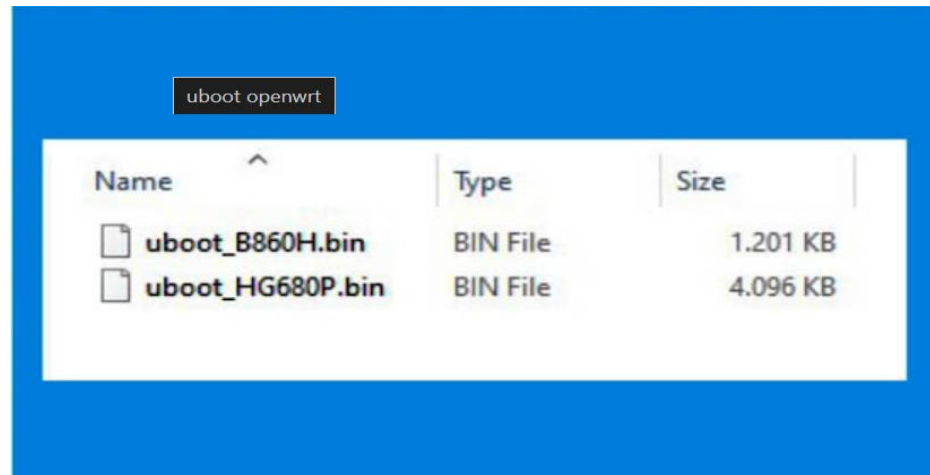 uboot openwrt
Name Type Size
uboot_B860H.bin BIN File 1.201 KB
uboot_HG680P.bin BIN File 4.096 KB